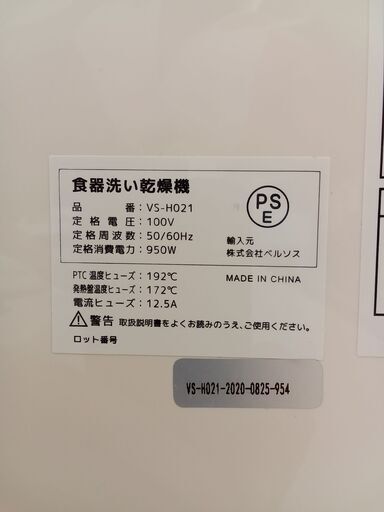 食器洗い乾燥機
品番：VS-H021
定格電圧：100V
定格周波数：50/60Hz
定格消費電力：950W
PS
E
輸入元
株式会社ベルソス
PTC 温度ヒューズ：192℃
発熱盤温度ヒューズ：172℃
電流ヒューズ：12.5A
MADE IN CHINA
警告 取扱説明書をよくお読みのうえ、ご使用ください。
ロット番号
VS-H021-2020-0825-954